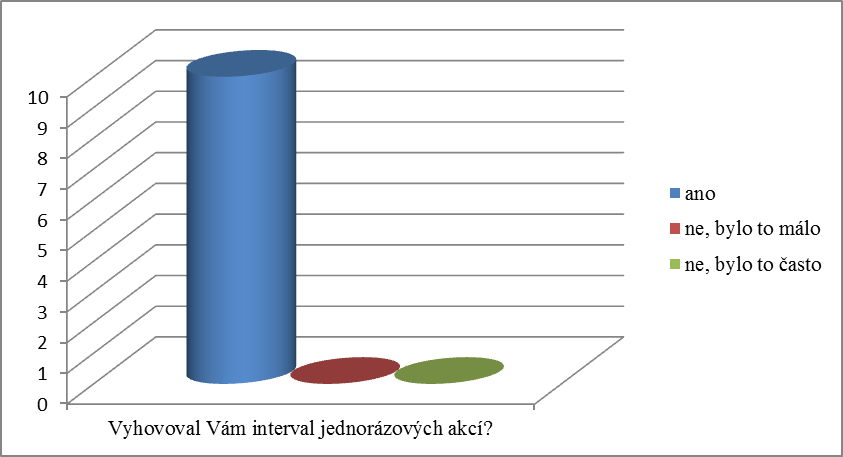 10
9
8
7
6
5
4
3
2
1
0
Vyhovoval Vám interval jednorázových akcí?
ano
ne, bylo to málo
ne, bylo to často